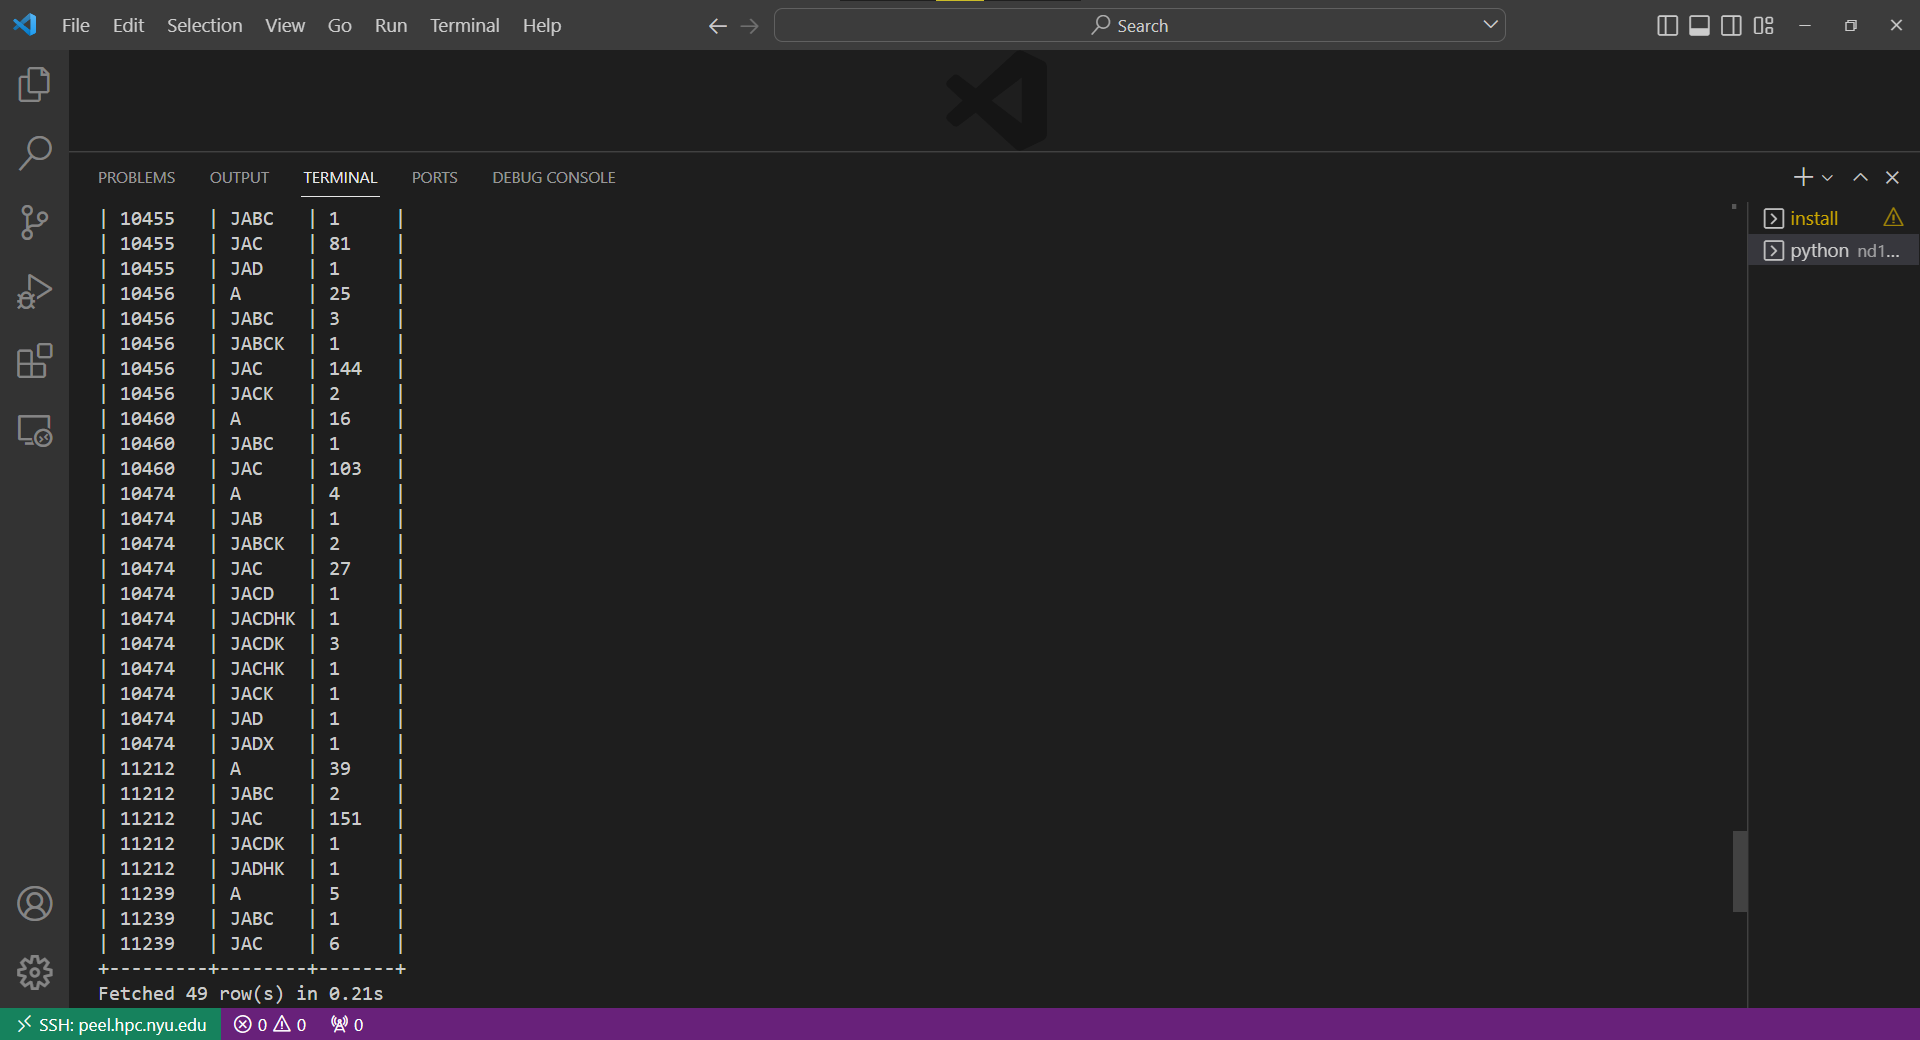 File Edit Selection View Go Run Terminal Help Search
PROBLEMS OUTPUT TERMINAL PORTS DEBUG CONSOLE
| 10455 | JABC | 1 |
| 10455 | JAC | 81 |
| 10455 | JAD | 1 |
| 10456 | A | 25 |
| 10456 | JABC | 3 |
| 10456 | JABCK | 1 |
| 10456 | JAC | 144 |
| 10456 | JACK | 2 |
| 10460 | A | 16 |
| 10460 | JABC | 1 |
| 10460 | JAC | 103 |
| 10474 | A | 4 |
| 10474 | JAB | 1 |
| 10474 | JABCK | 2 |
| 10474 | JAC | 27 |
| 10474 | JACD | 1 |
| 10474 | JACDHK | 1 |
| 10474 | JACDK | 3 |
| 10474 | JACHK | 1 |
| 10474 | JACK | 1 |
| 10474 | JAD | 1 |
| 10474 | JADX | 1 |
| 11212 | A | 39 |
| 11212 | JABC | 2 |
| 11212 | JAC | 151 |
| 11212 | JACDK | 1 |
| 11212 | JADHK | 1 |
| 11239 | A | 5 |
| 11239 | JABC | 1 |
| 11239 | JAC | 6 |
+---------+--------+-------+
Fetched 49 row(s) in 0.21s
install
python nd1...
SSH: peel.hpc.nyu.edu 0 0 0